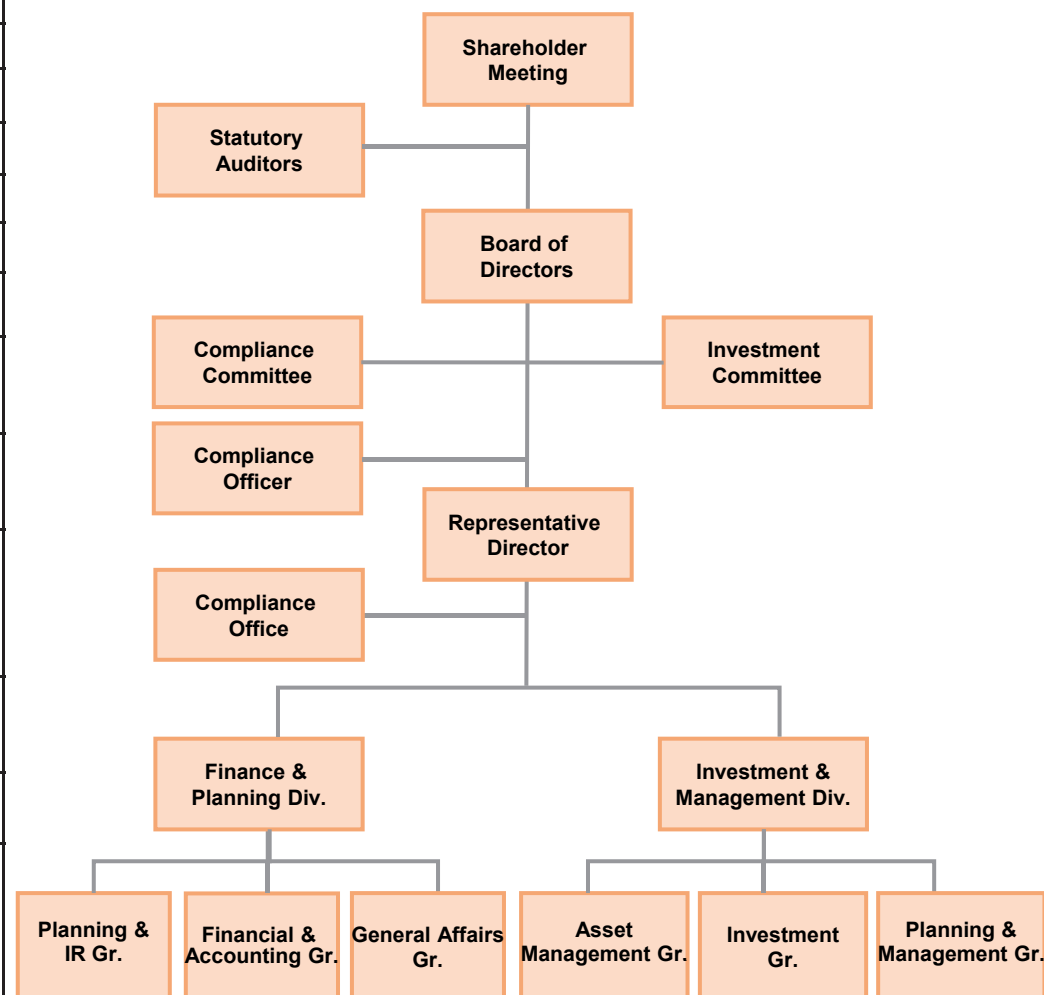 Shareholder
Meeting
Statutory
Auditors
Board of
Directors
Compliance
Committee
Investment
Committee
Compliance
Officer
Representative
Director
Compliance
Office
Finance &
Planning Div.
Investment &
Management Div.
Planning &
IR Gr.
Financial &
Accounting Gr.
General Affairs
Gr.
Asset
Management Gr.
Investment
Gr.
Planning &
Management Gr.